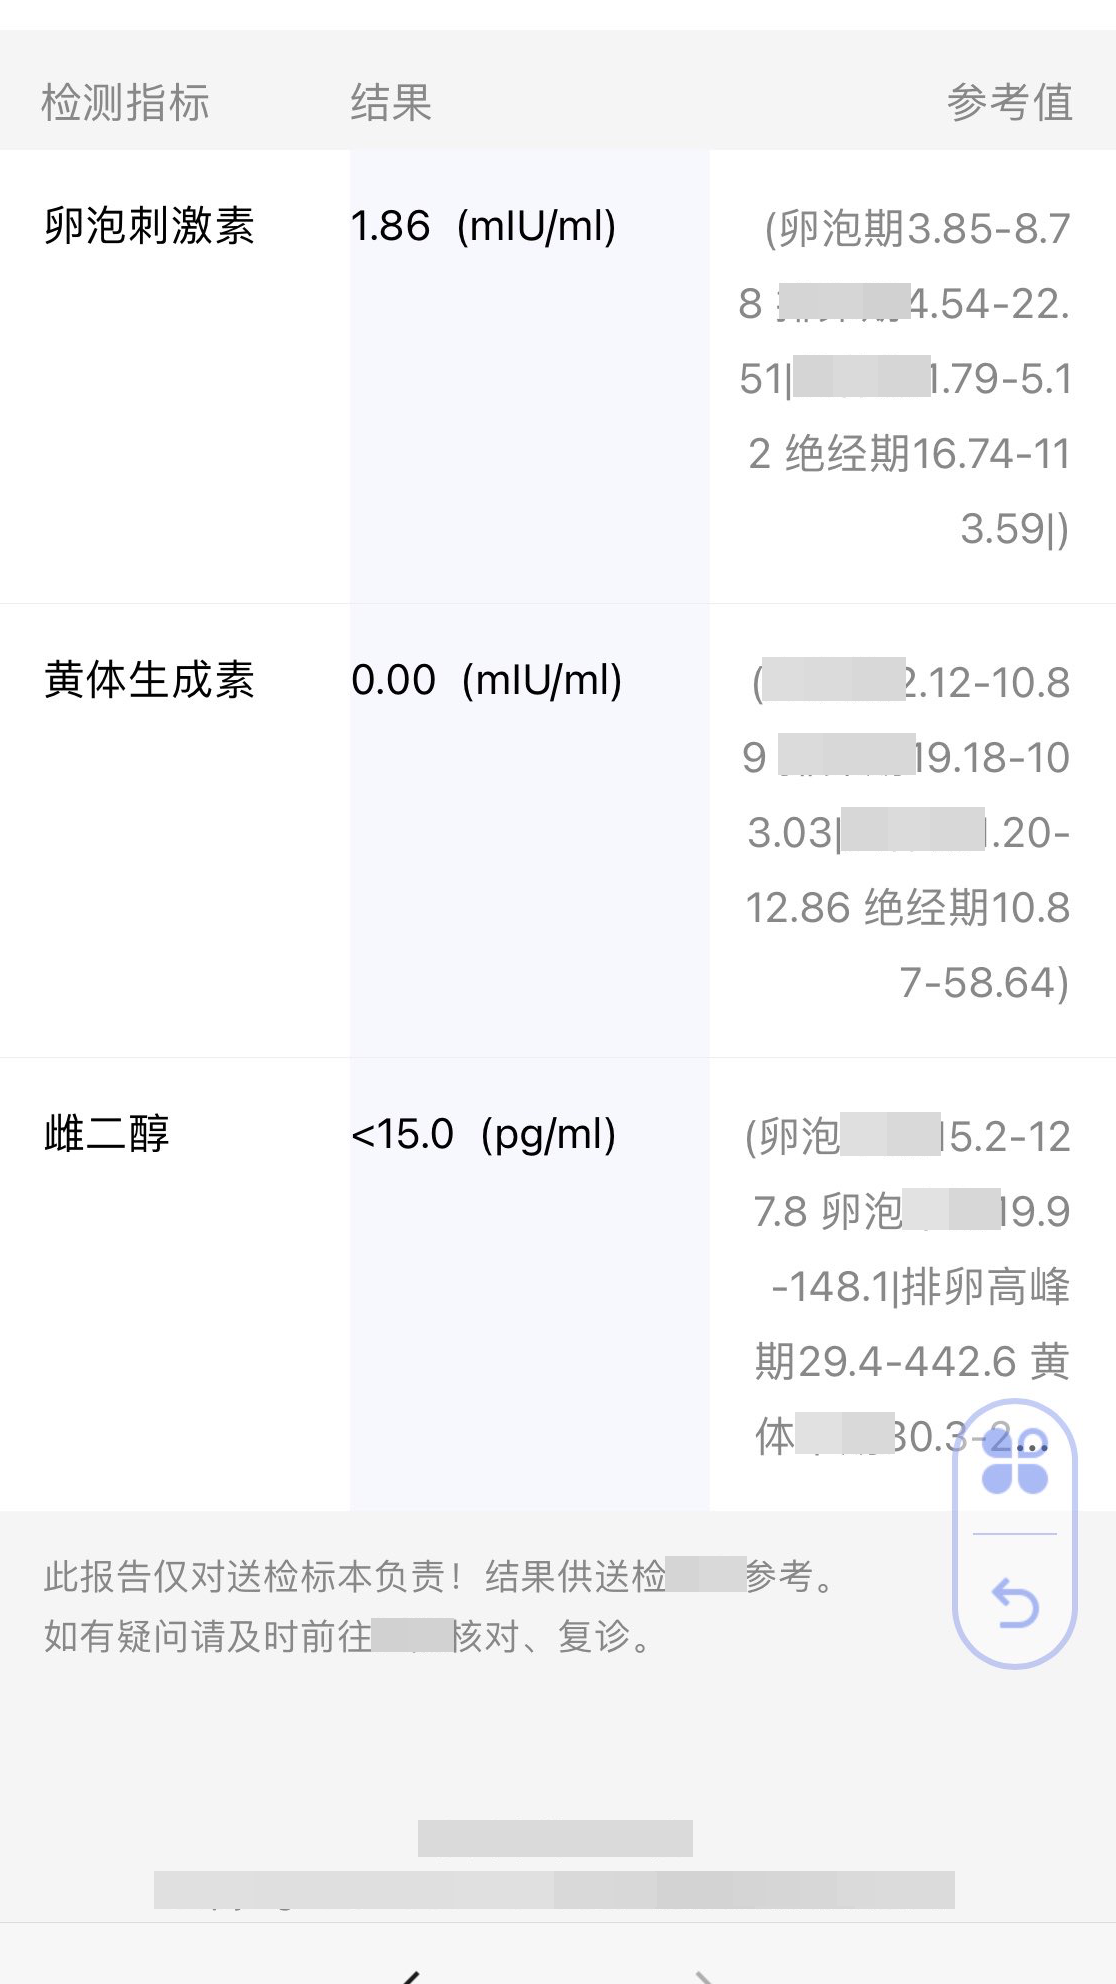 检测指标 结果 参考值
卵泡刺激素 1.86 (mIU/ml) (卵泡期3.85-8.7
8 4.54-22.
51| 1.79-5.1
2 绝经期16.74-11
3.59|)
黄体生成素 0.00 (mIU/ml) ( 2.12-10.8
9 19.18-10
3.03| .20-
12.86 绝经期10.8
7-58.64)
雌二醇 <15.0 (pg/ml) (卵泡 15.2-12
7.8 卵泡 19.9
-148.1|排卵高峰
期29.4-442.6 黄
体 30.3-2...
此报告仅对送检标本负责！结果供送检 参考。
如有疑问请及时前往 核对、复诊。